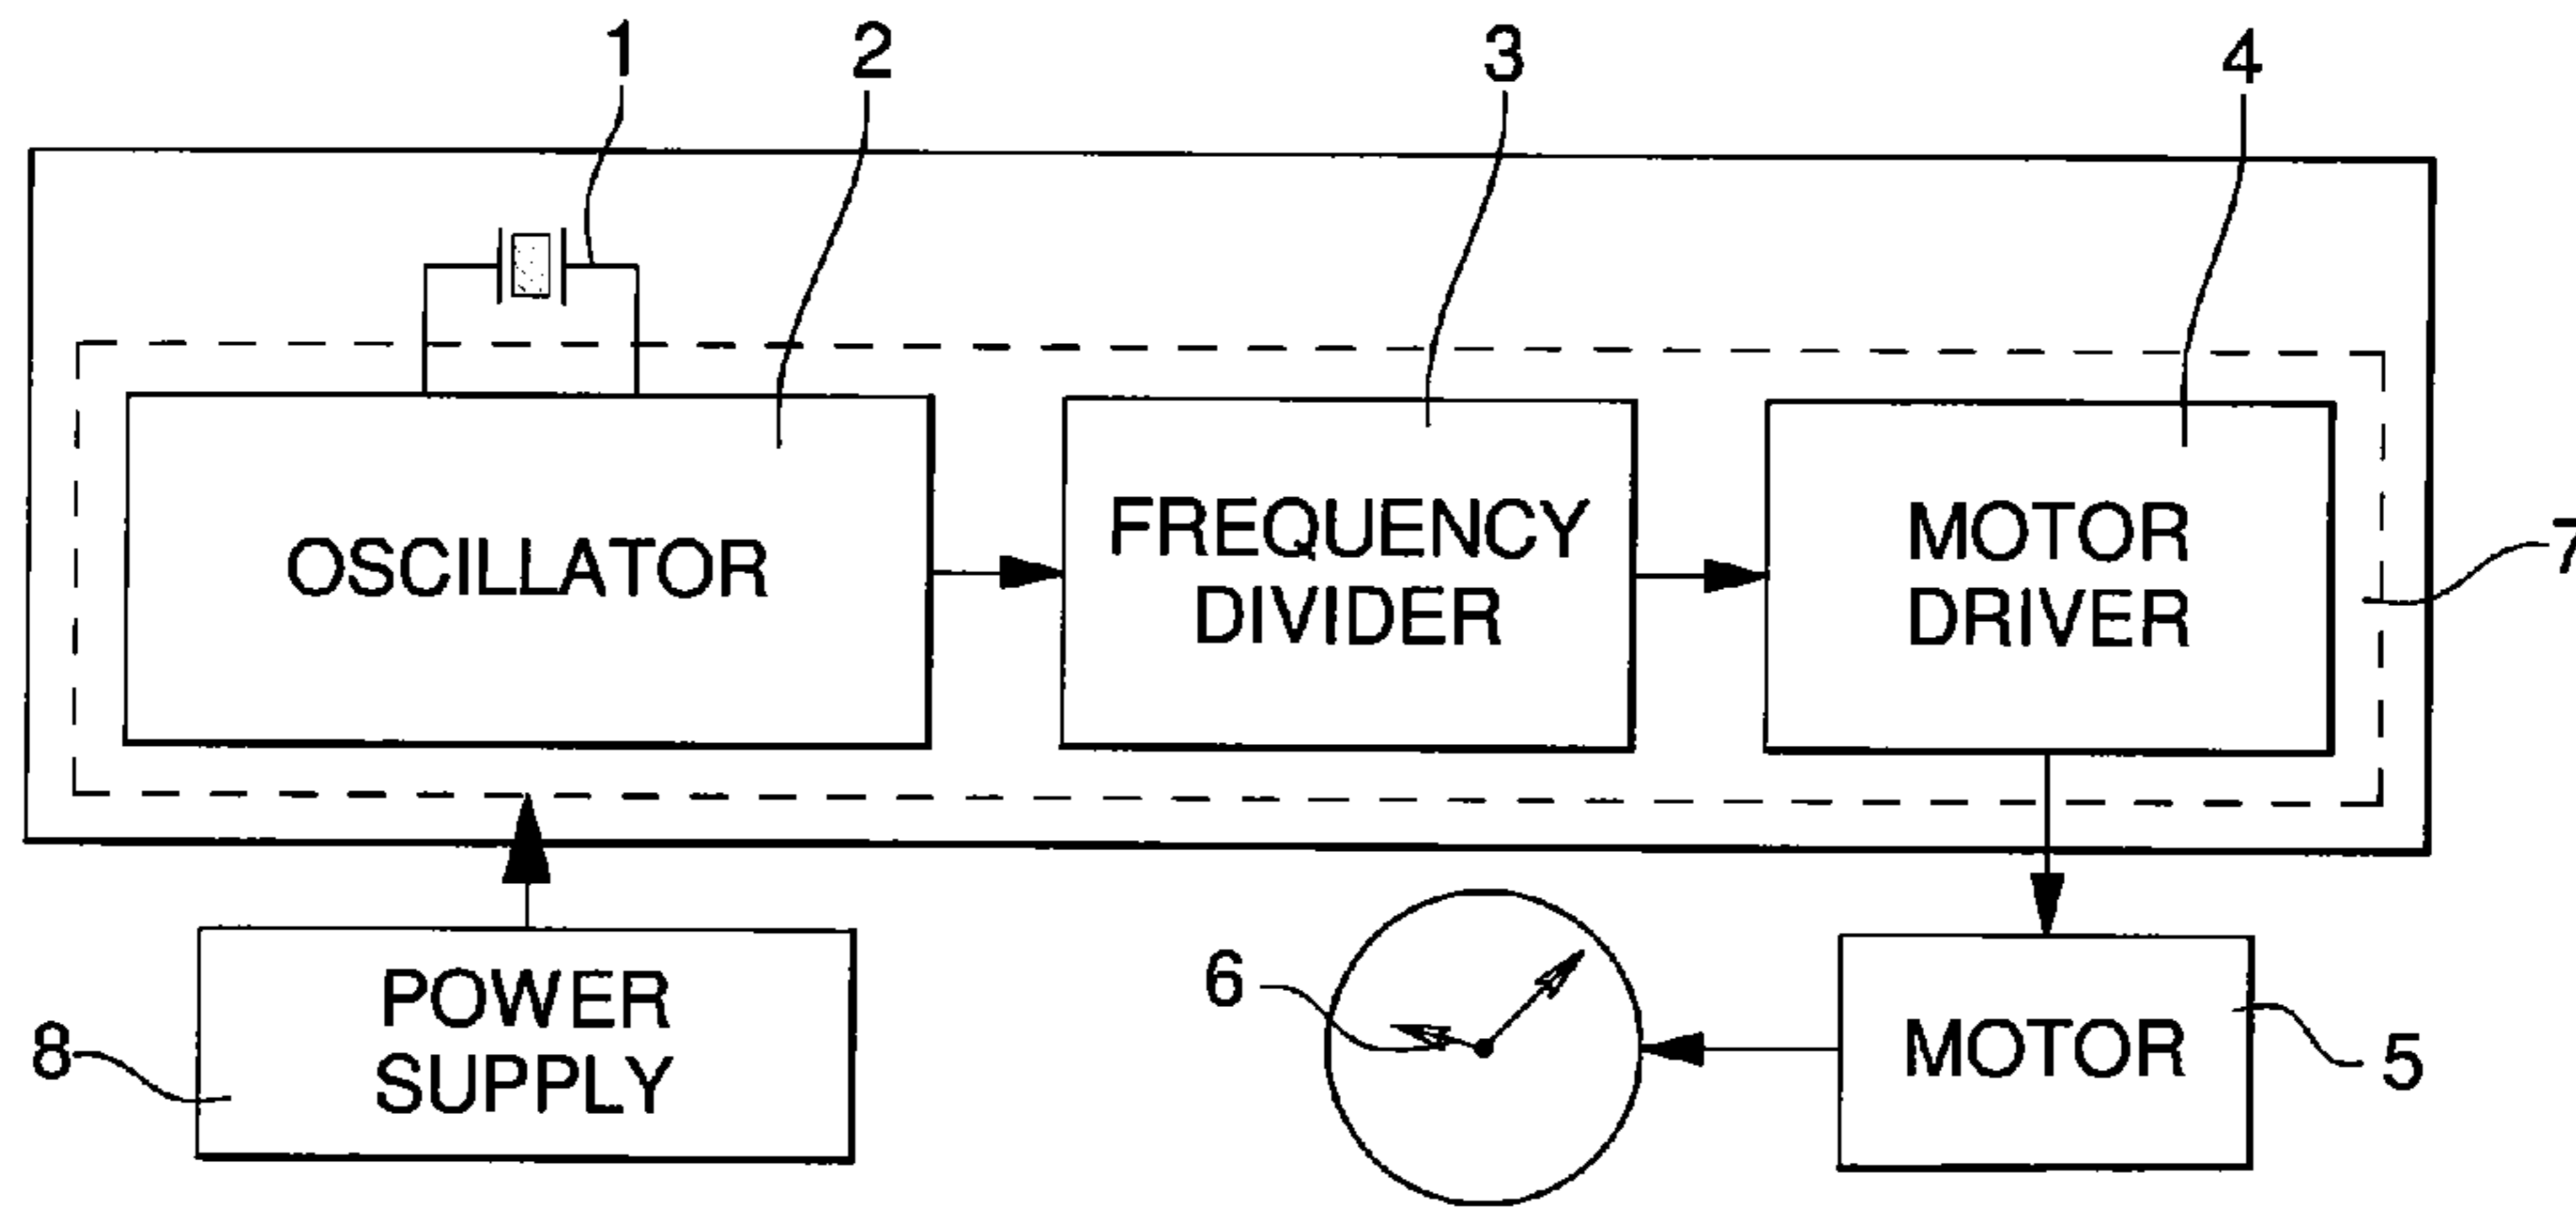 1
2
3
4
OSCILLATOR
FREQUENCY
DIVIDER
MOTOR
DRIVER
7
POWER
SUPPLY
8
6
MOTOR
5